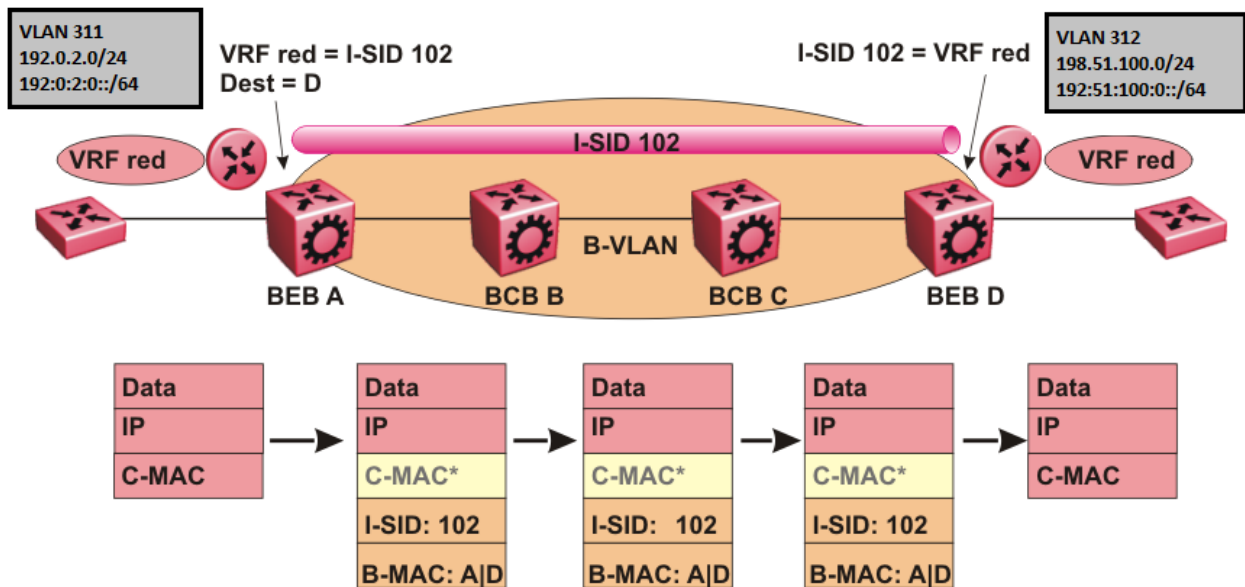 VLAN 311
192.0.2.0/24
192:0:2:0::/64
VRF red = I-SID 102
Dest = D
I-SID 102 = VRF red
VLAN 312
198.51.100.0/24
192:51:100:0::/64
I-SID 102
VRF red
VRF red
B-VLAN
BEB A
BCB B
BCB C
BEB D
Data
IP
C-MAC
Data
IP
C-MAC*
I-SID: 102
B-MAC: A|D
Data
IP
C-MAC*
I-SID: 102
B-MAC: A|D
Data
IP
C-MAC*
I-SID: 102
B-MAC: A|D
Data
IP
C-MAC